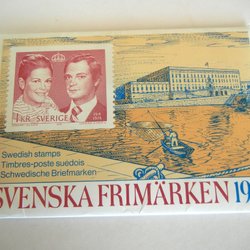 1 KR SVERIGE
Swedish stamps
Timbres-poste suédois
Schwedische Briefmarken
SVENSKA FRIMÄRKEN 19